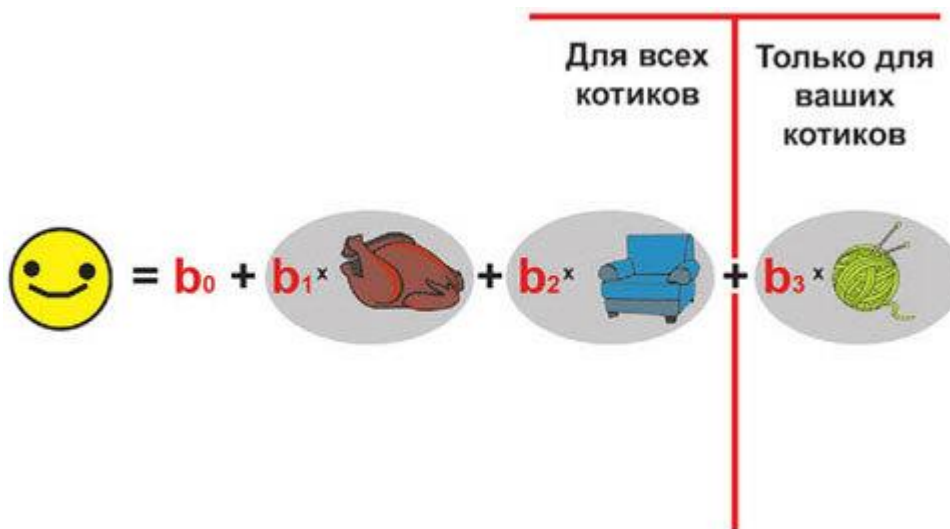 Для всех
котиков
Только для
ваших
котиков
= b₀ + b₁ x + b₂ x + b₃ x